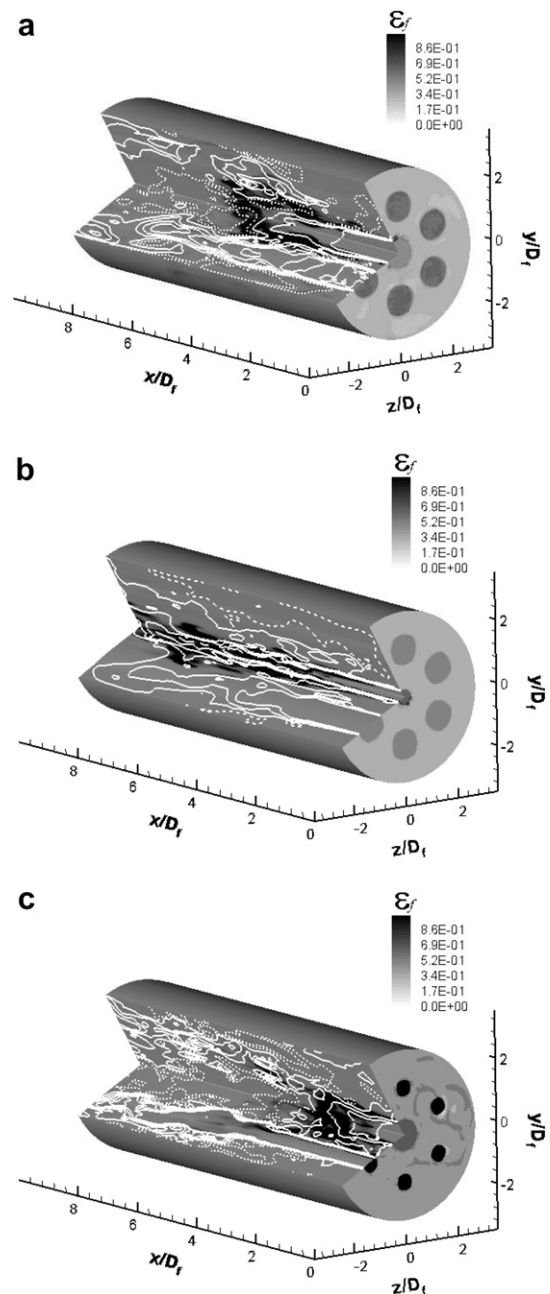 a
εf
8.6E-01
6.9E-01
5.2E-01
3.4E-01
1.7E-01
0.0E+00
2
0
-2
y/Df
8
6
4
2
0
x/Df
-2
0
2
z/Df
b
εf
8.6E-01
6.9E-01
5.2E-01
3.4E-01
1.7E-01
0.0E+00
2
0
-2
y/Df
8
6
4
2
0
x/Df
-2
0
2
z/Df
c
εf
8.6E-01
6.9E-01
5.2E-01
3.4E-01
1.7E-01
0.0E+00
2
0
-2
y/Df
8
6
4
2
0
x/Df
-2
0
2
z/Df